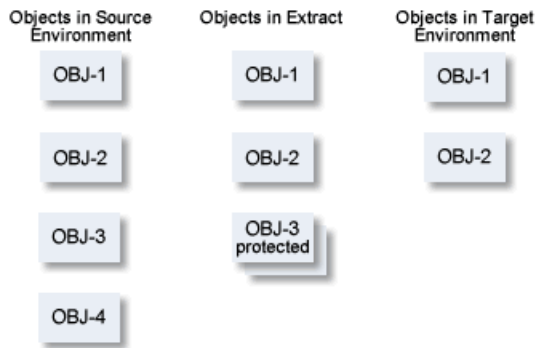 Objects in Source
Environment
Objects in Extract
Objects in Target
Environment
OBJ-1
OBJ-1
OBJ-1
OBJ-2
OBJ-2
OBJ-2
OBJ-3
OBJ-3
protected
OBJ-4